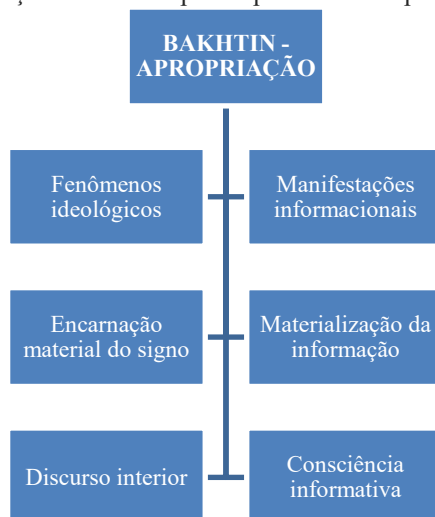 BAKHTIN -
APROPRIAÇÃO
Fenômenos
ideológicos
Manifestações
informacionais
Encarnação
material do signo
Materialização da
informação
Discurso interior
Consciência
informativa